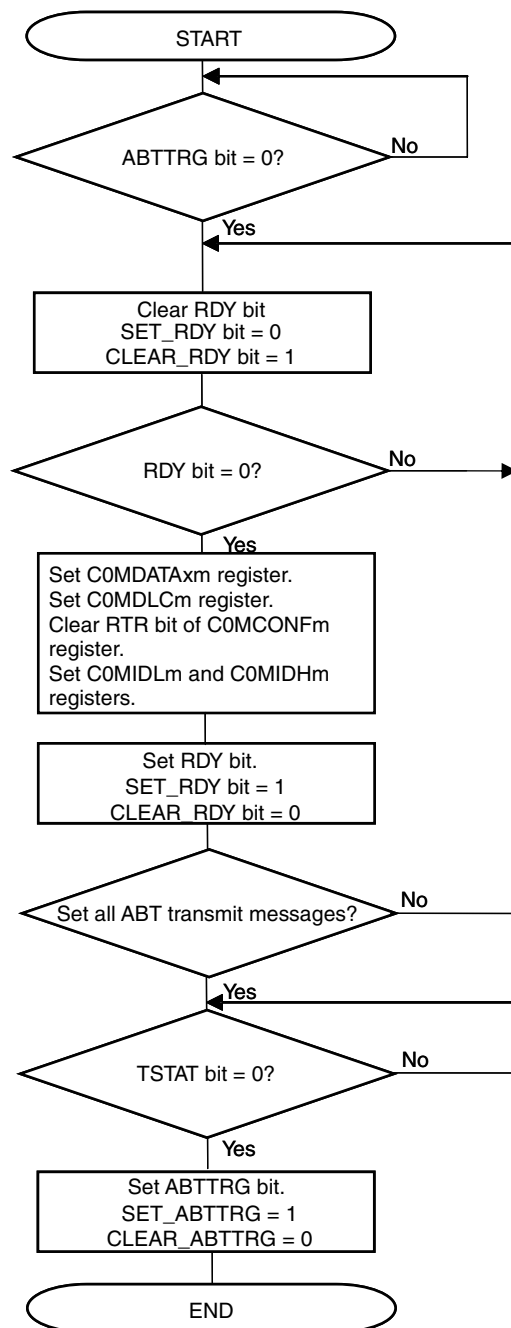 START
ABTTRG bit = 0?
No
Yes
Clear RDY bit
SET_RDY bit = 0
CLEAR_RDY bit = 1
RDY bit = 0?
No
Yes
Set C0MDATAxm register.
Set C0MDLCm register.
Clear RTR bit of C0MCONFm
register.
Set C0MIDLm and C0MIDHm
registers.
Set RDY bit.
SET_RDY bit = 1
CLEAR_RDY bit = 0
Set all ABT transmit messages?
No
Yes
TSTAT bit = 0?
No
Yes
Set ABTTRG bit.
SET_ABTTRG = 1
CLEAR_ABTTRG = 0
END